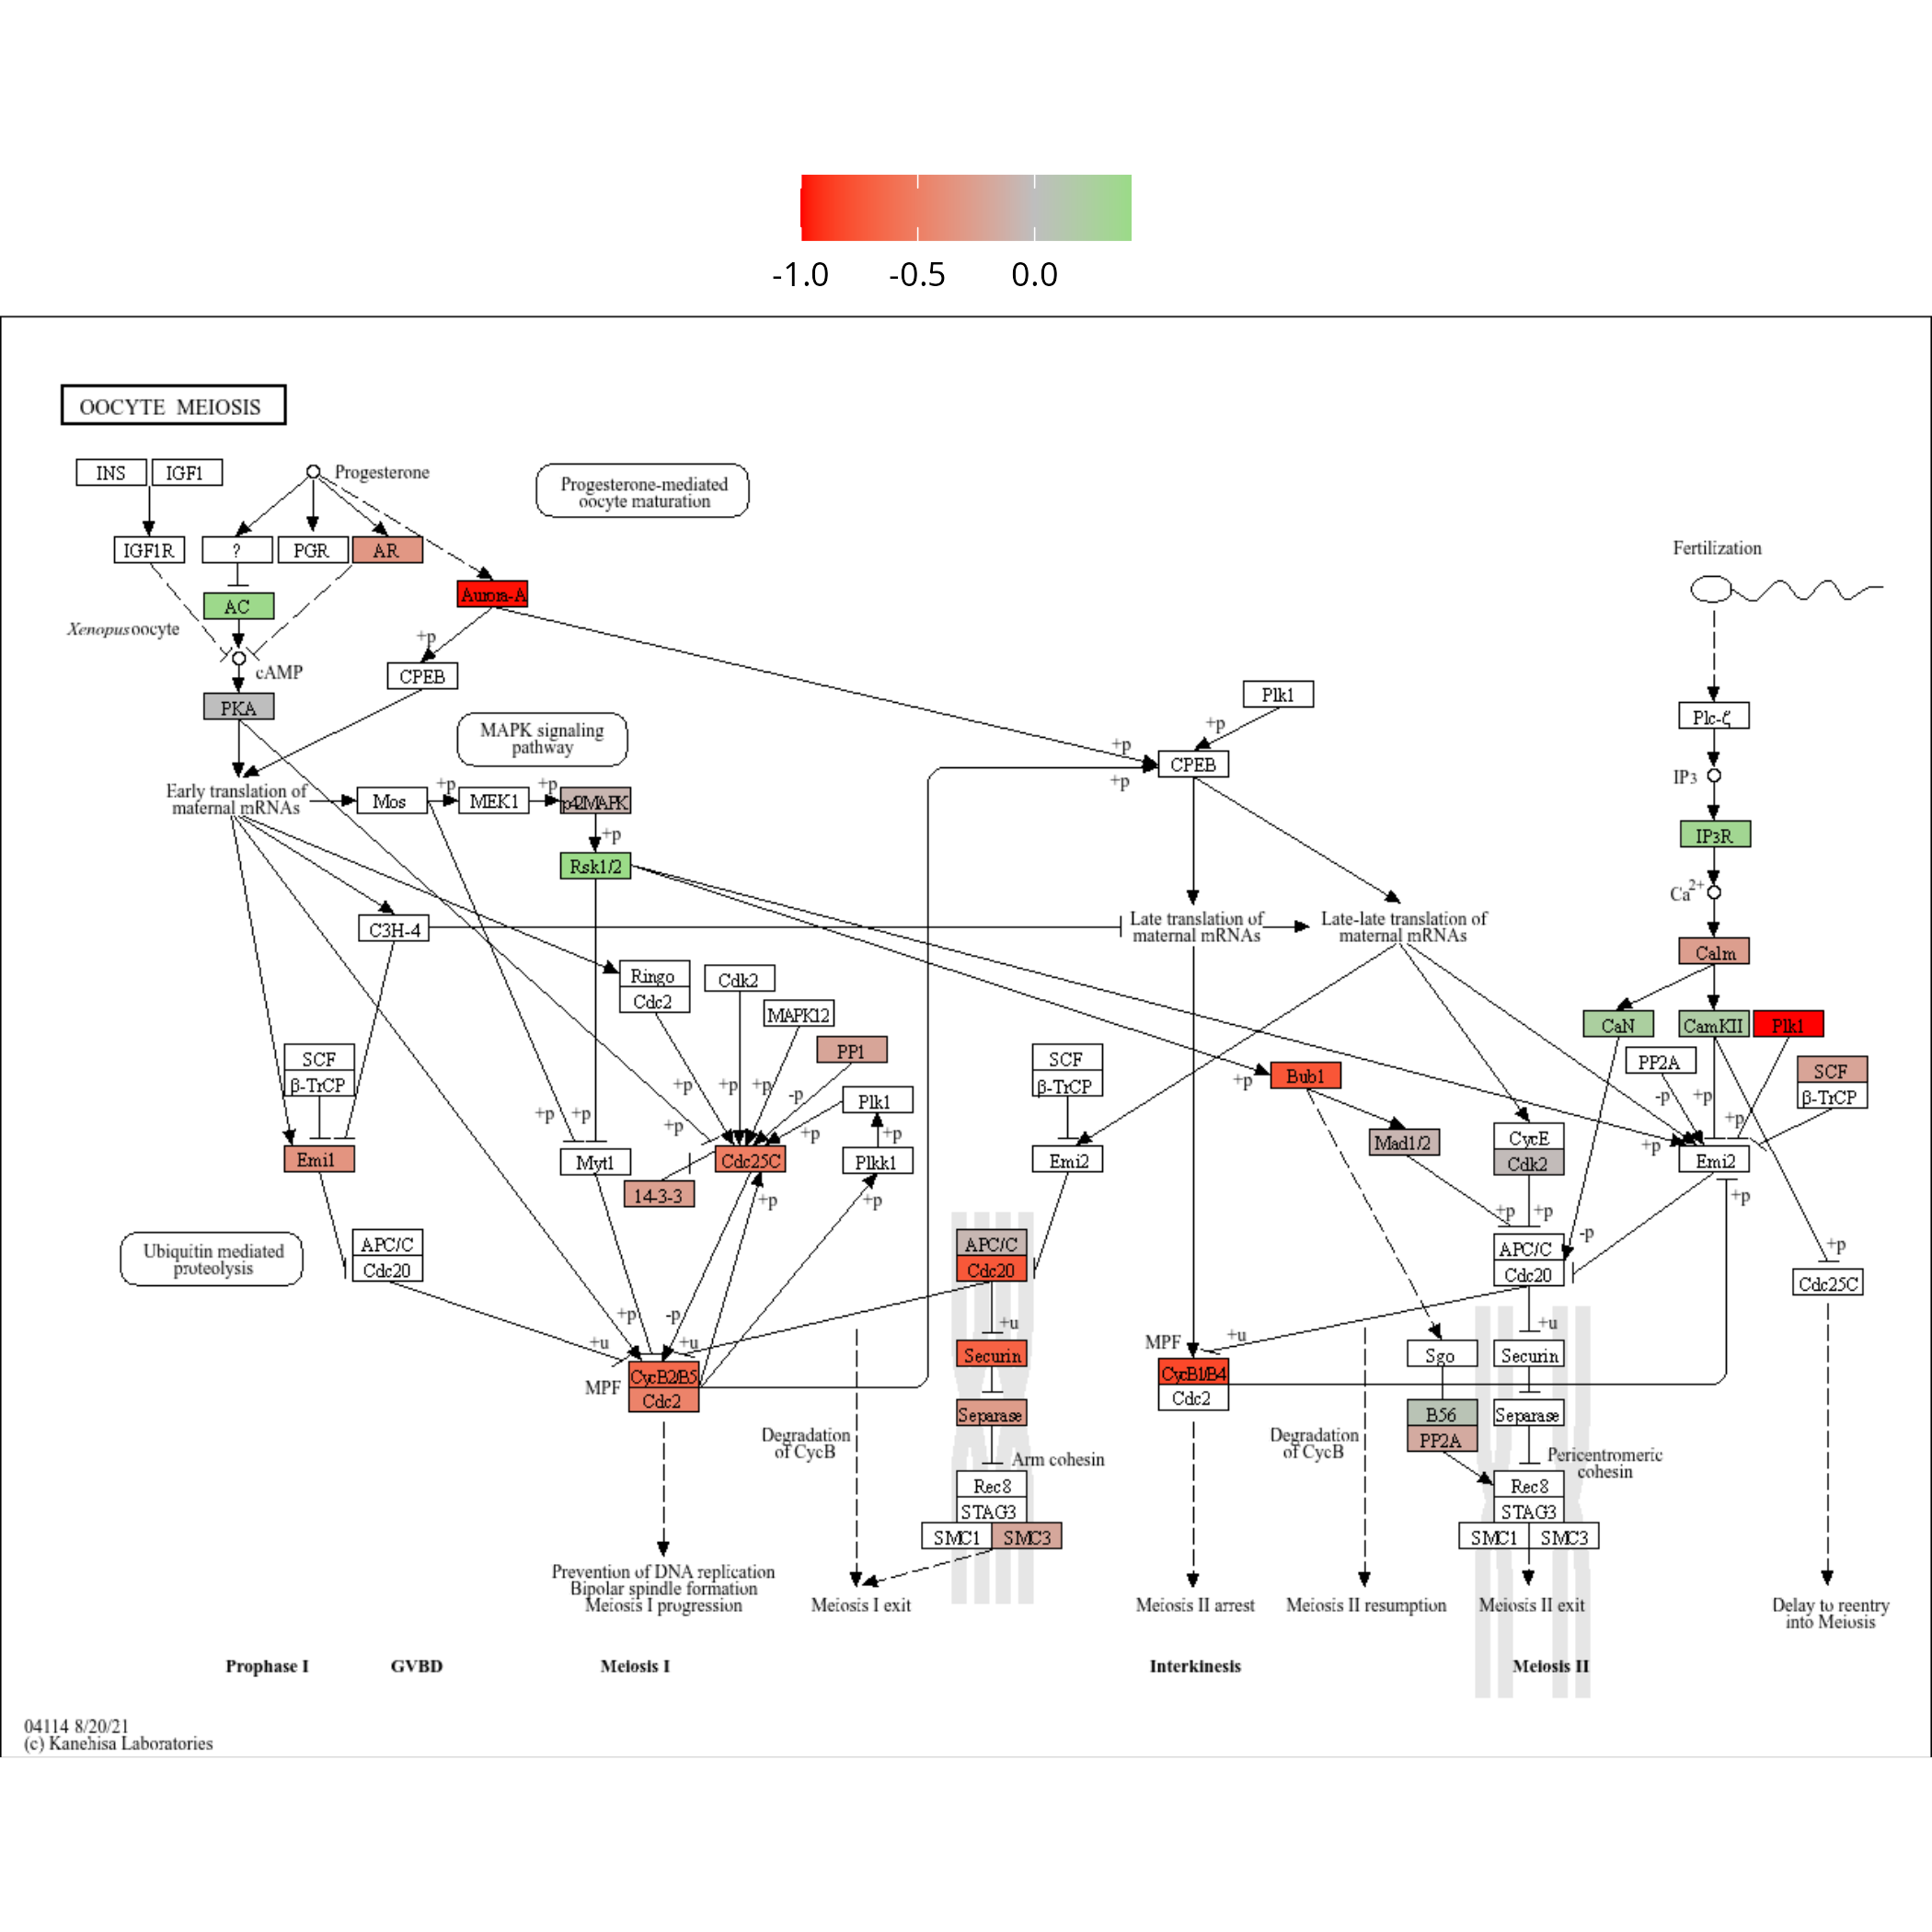 -1.0
-0.5
0.0
OOCYTE MEIOSIS
INS
IGF1
Progesterone
Progesterone-mediated
oocyte maturation
IGF1R
?
PGR
AR
Fertilization
Aurora-A
AC
Xenopus oocyte
+p
cAMP
CPEB
PKA
Plk1
Plc-ζ
MAPK signaling
pathway
+p
+p
CPEB
+p
IP3
Early translation of
maternal mRNAs
Mos
+p
MEK1
+p
p42MAPK
+p
IP3R
Rsk1/2
Ca2+
C3H-4
Late translation of
maternal mRNAs
Late-late translation of
maternal mRNAs
Calm
Ringo
Cdc2
Cdk2
MAPK12
CaN
CamKII
Plk1
PP1
SCF
β-TrCP
SCF
β-TrCP
PP2A
SCF
β-TrCP
Bub1
+p
+p
+p
+p
-p
Plk1
-p
+p
+p
+p
+p
+p
+p
+p
Mad1/2
CycE
Cdk2
+p
Emi1
Myt1
Cdc25C
Plkk1
Emi2
Emi2
14-3-3
+p
+p
+p
+p
+p
Ubiquitin mediated
proteolysis
APC/C
Cdc20
APC/C
Cdc20
APC/C
Cdc20
-p
+p
Cdc25C
+p
-p
+u
+u
+u
MPF
+u
+u
CycB2/B5
Cdc2
MPF
Securin
CycB1/B4
Cdc2
Sgo
Securin
Separase
B56
PP2A
Separase
Degradation
of CycB
Arm cohesin
Degradation
of CycB
Pericentromeric
cohesin
Rec8
STAG3
SMC1
SMC3
Rec8
STAG3
SMC1
SMC3
Prevention of DNA replication
Bipolar spindle formation
Meiosis I progression
Meiosis I exit
Meiosis II arrest
Meiosis II resumption
Meiosis II exit
Delay to reentry
into Meiosis
Prophase I
GVBD
Meiosis I
Interkinesis
Meiosis II
04114 8/20/21
(c) Kanehisa Laboratories